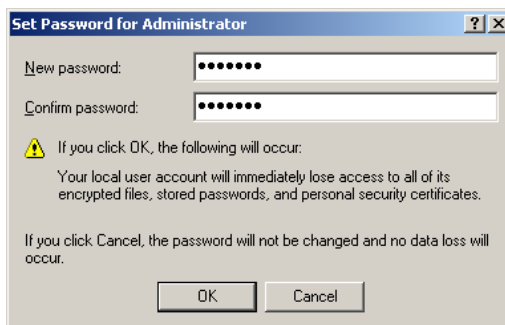 Set Password for Administrator
New password:
•••••••
Confirm password:
•••••••
If you click OK, the following will occur:
Your local user account will immediately lose access to all of its
encrypted files, stored passwords, and personal security certificates.
If you click Cancel, the password will not be changed and no data loss will
occur.
OK Cancel